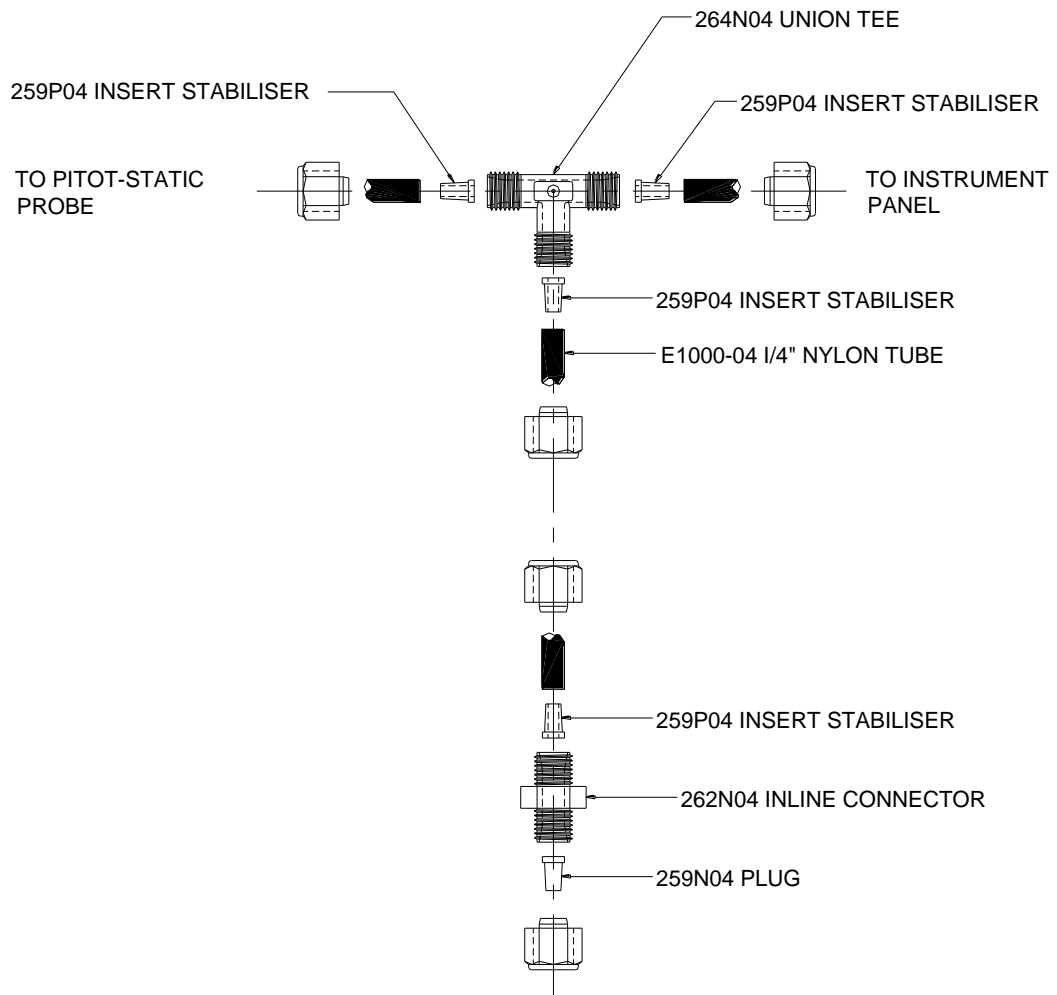 264N04 UNION TEE
259P04 INSERT STABILISER
259P04 INSERT STABILISER
TO PITOT-STATIC
PROBE
TO INSTRUMENT
PANEL
259P04 INSERT STABILISER
E1000-04 I/4" NYLON TUBE
259P04 INSERT STABILISER
262N04 INLINE CONNECTOR
259N04 PLUG